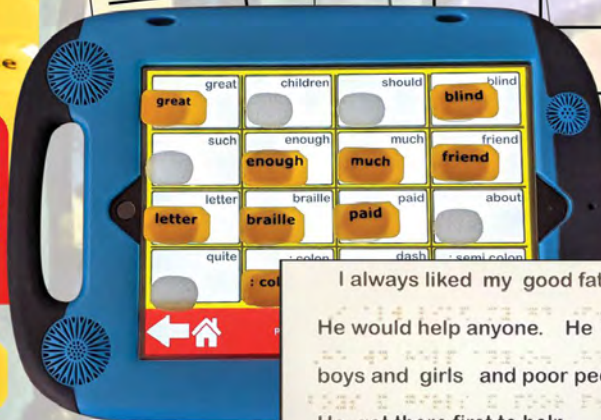 great children should blind
great blind
such enough much friend
enough much friend
letter braille paid about
letter braille paid
quite : colon dash : semi colon
I always liked my good
He would help anyone. He
boys and girls and poor